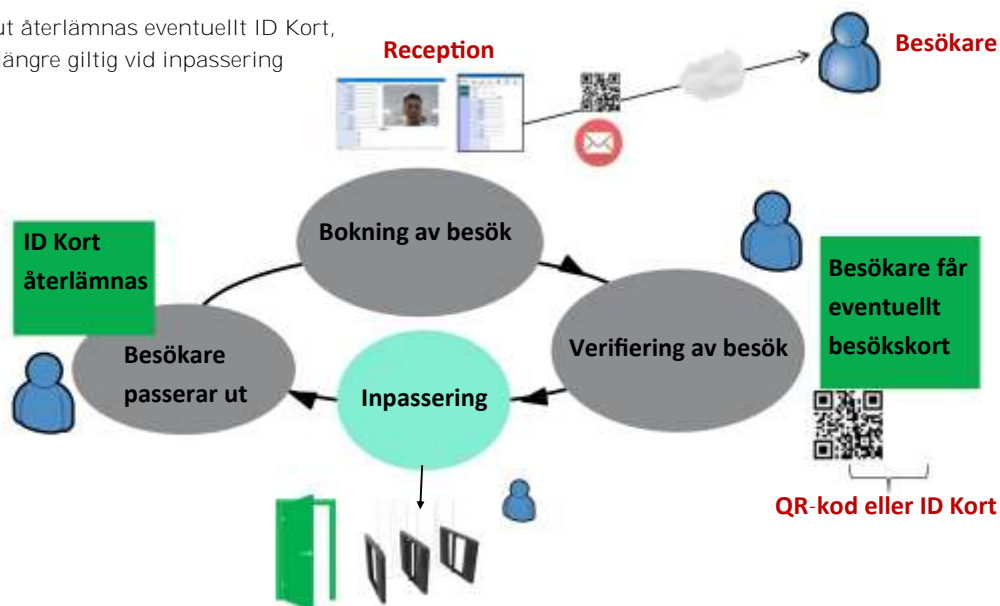 ut återlämnas eventuellt ID Kort,
längre giltig vid inpassering
Reception
Besökare
Bokning av besök
ID Kort
återlämnas
Besökare får
eventuellt
besökskort
Verifiering av besök
Besökare
passerar ut
Inpassering
QR-kod eller ID Kort